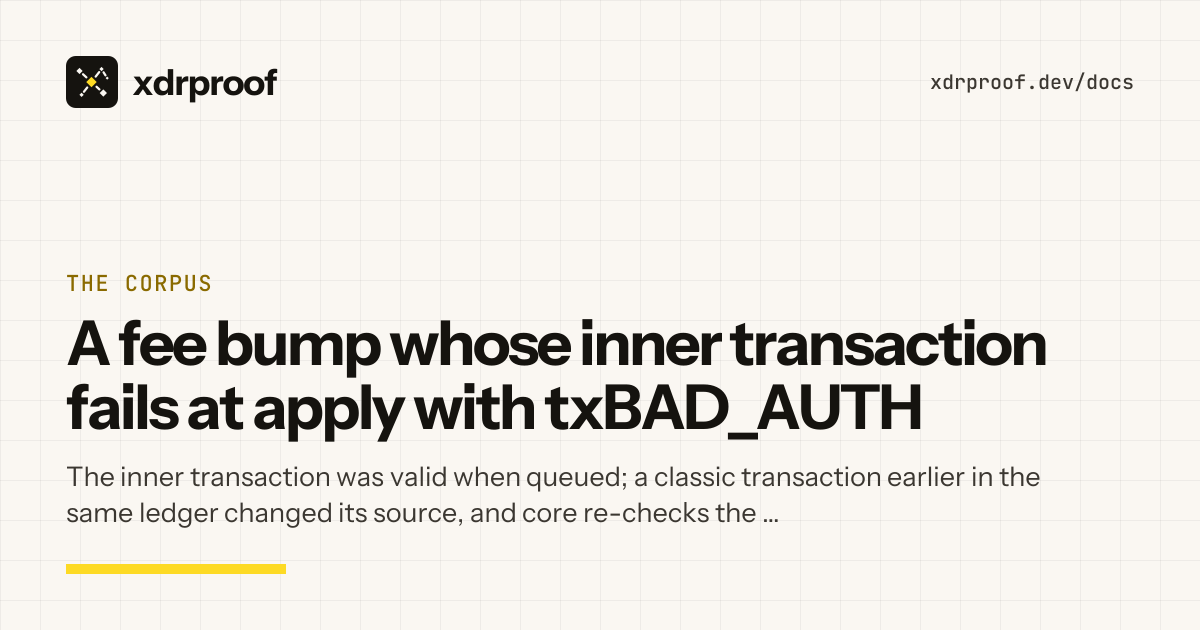 xdrproof
xdrproof.dev/docs
THE CORPUS
A fee bump whose inner transaction
fails at apply with txBAD_AUTH
The inner transaction was valid when queued; a classic transaction earlier in the
same ledger changed its source, and core re-checks the ...